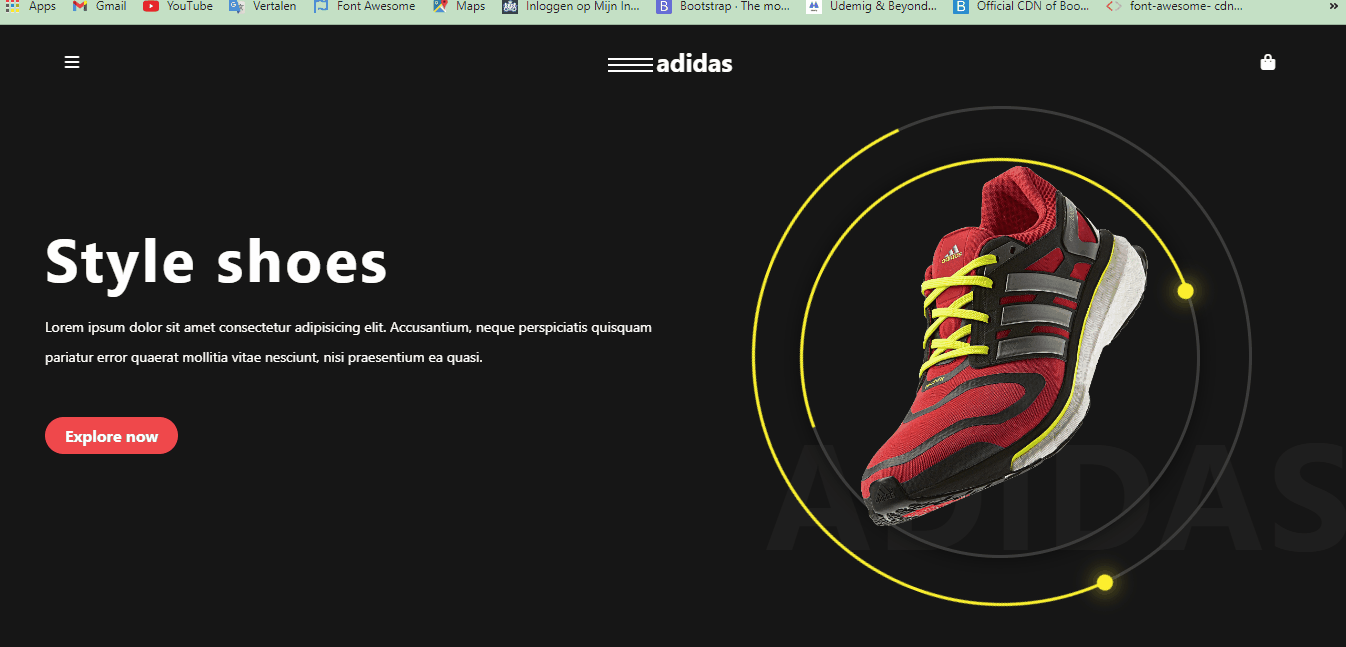 Apps Gmail YouTube Vertalen Font Awesome Maps Inloggen op Mijn In... Bootstrap · The mo... Udemig & Beyond... Official CDN of Boo... font-awesome- cdn... »
adidas
Style shoes
Lorem ipsum dolor sit amet consectetur adipisicing elit. Accusantium, neque perspiciatis quisquam
pariatur error quaerat mollitia vitae nesciunt, nisi praesentium ea quasi.
Explore now
ADIDAS